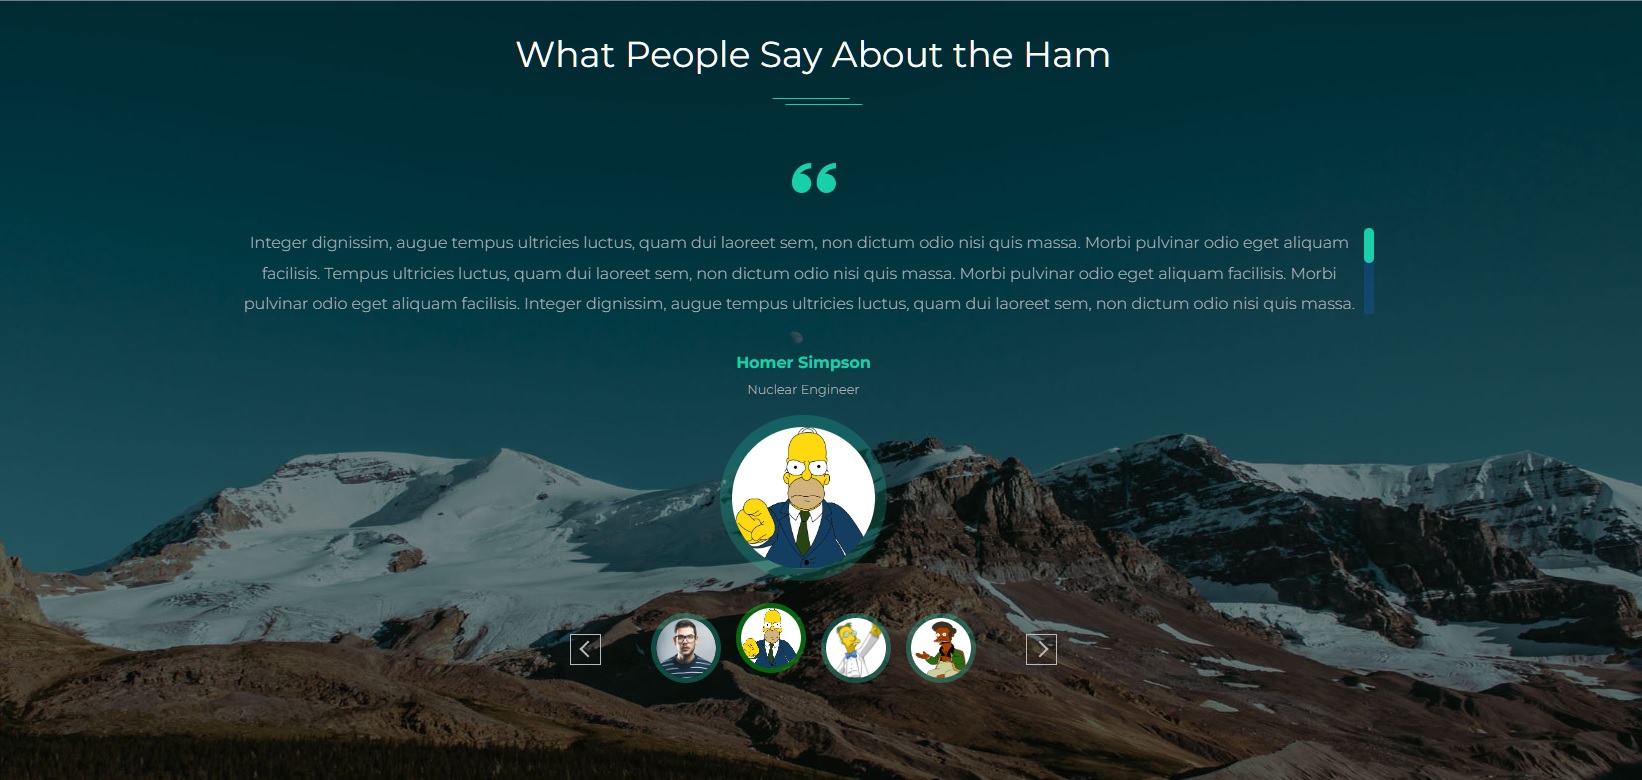 What People Say About the Ham
“
Integer dignissim, augue tempus ultricies luctus, quam dui laoreet sem, non dictum odio nisi quis massa. Morbi pulvinar odio eget aliquam
facilisis. Tempus ultricies luctus, quam dui laoreet sem, non dictum odio nisi quis massa. Morbi pulvinar odio eget aliquam facilisis. Morbi
pulvinar odio eget aliquam facilisis. Integer dignissim, augue tempus ultricies luctus, quam dui laoreet sem, non dictum odio nisi quis massa.
Homer Simpson
Nuclear Engineer